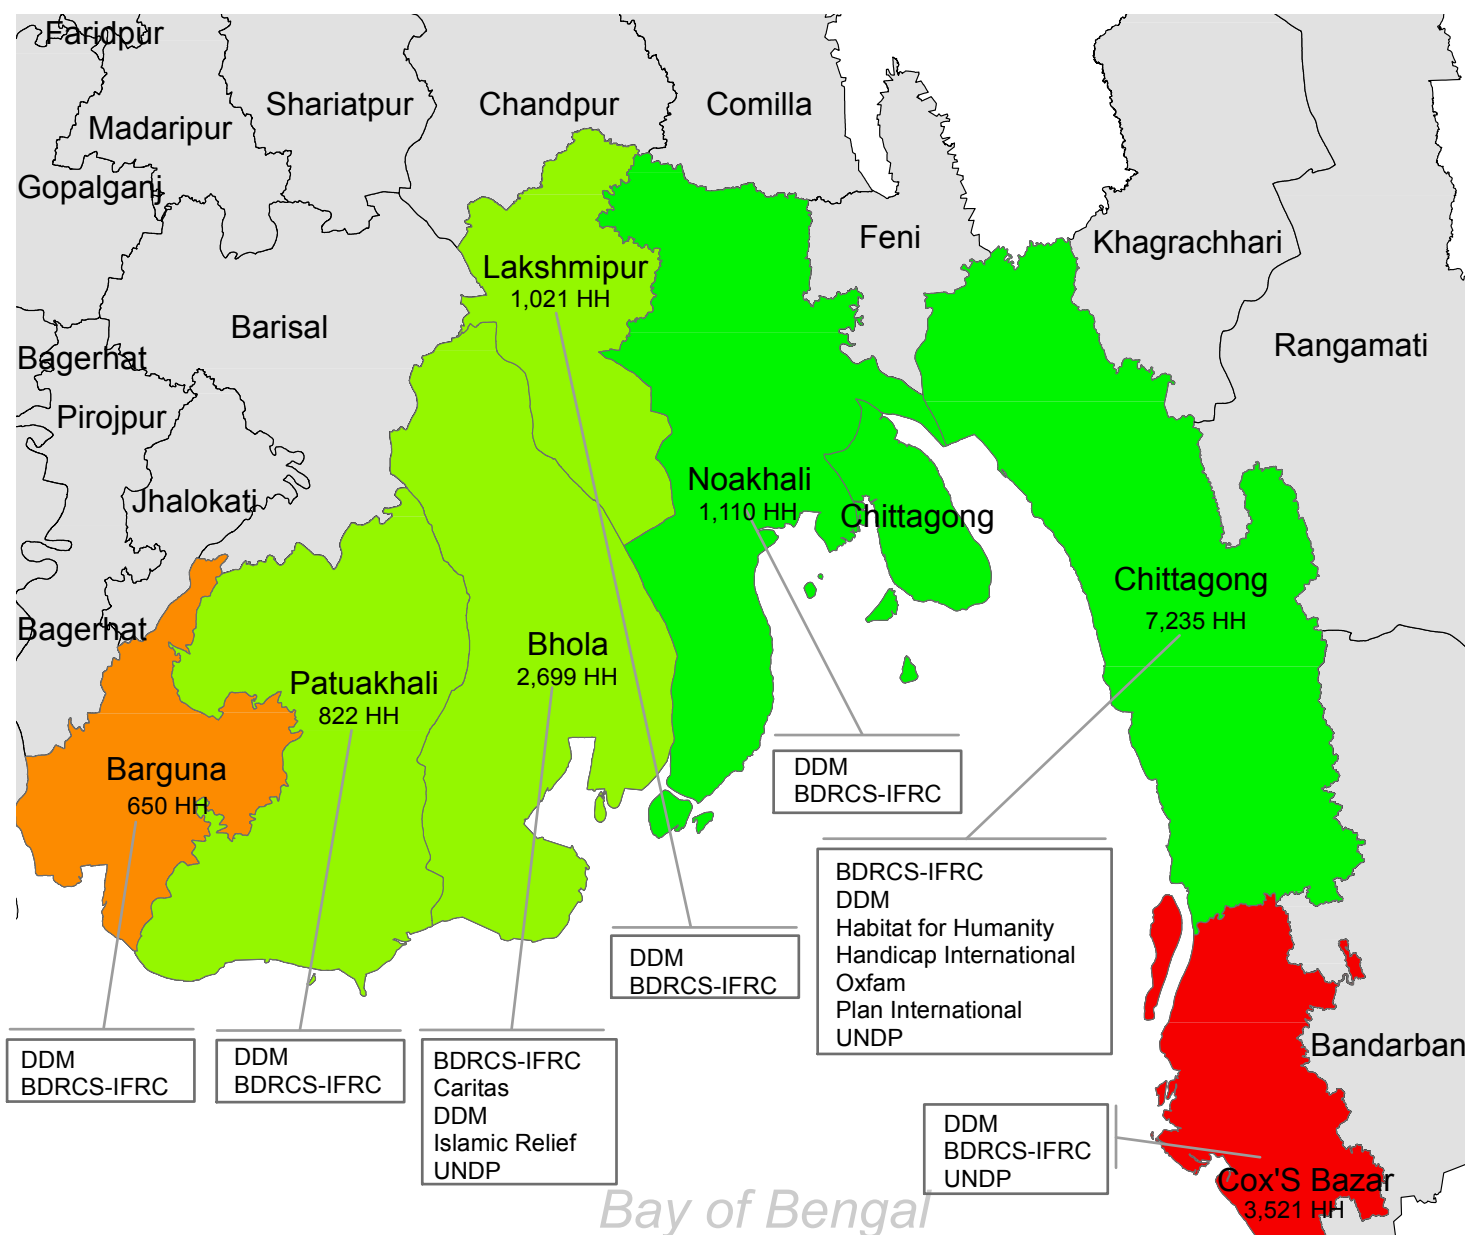 Faridpur
Madaripur
Shariatpur
Chandpur
Comilla
Gopalganj
Feni
Khagrachhari
Lakshmipur
1,021 HH
Barisal
Bagerhat
Rangamati
Pirojpur
Jhalokati
Noakhali
1,110 HH
Chittagong
Chittagong
7,235 HH
Bagerhat
Bhola
2,699 HH
Patuakhali
822 HH
Barguna
650 HH
DDM
BDRCS-IFRC
BDRCS-IFRC
DDM
Habitat for Humanity
Handicap International
Oxfam
Plan International
UNDP
DDM
BDRCS-IFRC
DDM
BDRCS-IFRC
DDM
BDRCS-IFRC
BDRCS-IFRC
Caritas
DDM
Islamic Relief
UNDP
Bandarban
DDM
BDRCS-IFRC
UNDP
Cox'S Bazar
3,521 HH
Bay of Bengal